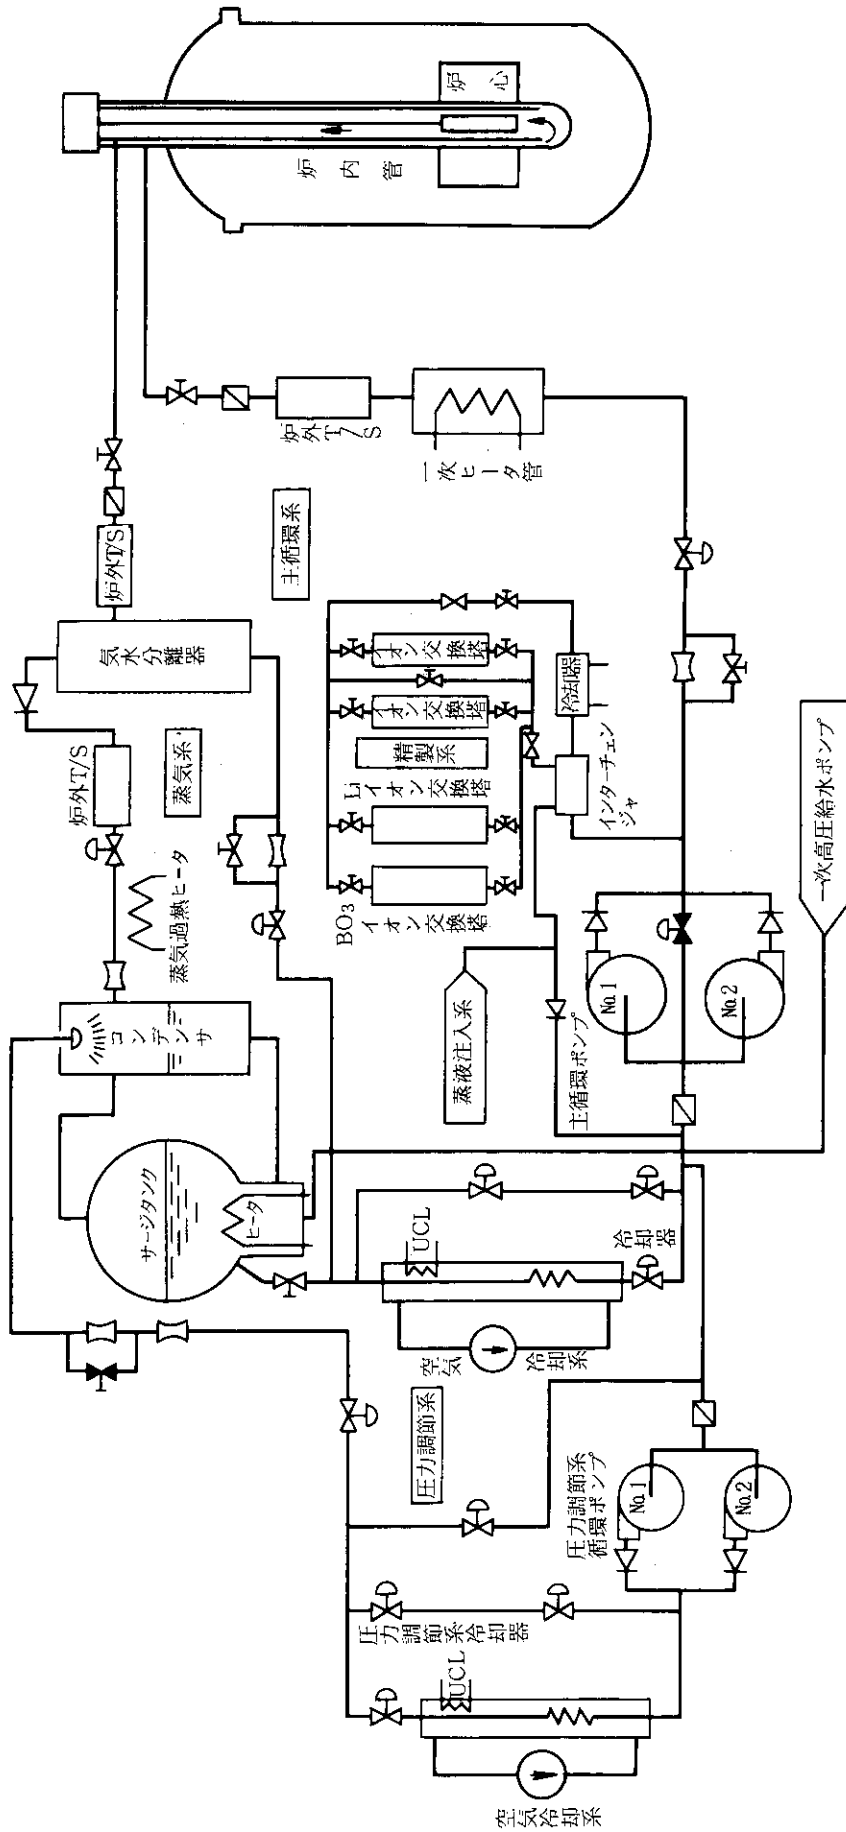 炉心
炉内管
炉外T/S
炉外T/S
一次ヒータ管
主循環系
気水分離器
炉外T/S
蒸気系
蒸気過熱ヒータ
コンデンサ
サージタンク
ヒータ
イオン交換塔
イオン交換塔
精製系
Liイオン交換塔
BO3
イオン交換塔
冷却器
インターチェン
ジャ
蒸液注入系
主循環ポンプ
No.1
No.2
一次高圧給水ポンプ
UCL
冷却器
空気
冷却系
圧力調節系
圧力調節系
循環ポンプ
No.1
No.2
圧力調節系冷却器
UCL
空気冷却系